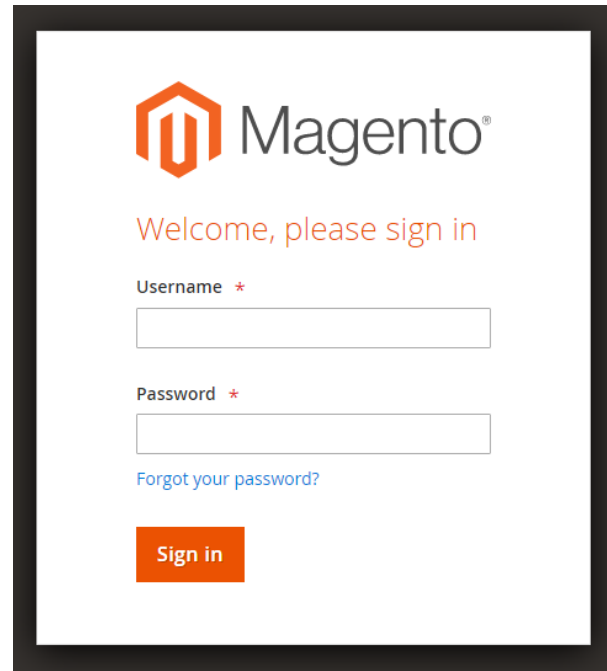 Magento®
Welcome, please sign in
Username *
Password *
Forgot your password?
Sign in